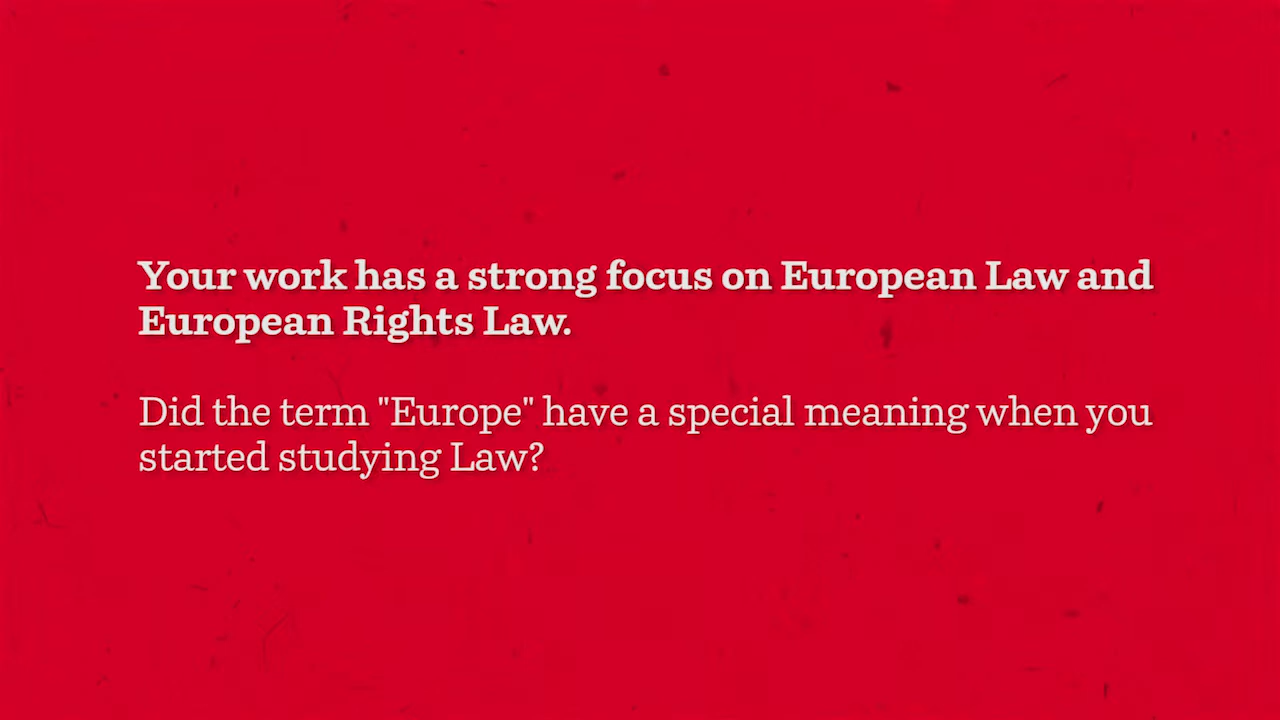 Your work has a strong focus on European Law and
European Rights Law.
Did the term "Europe" have a special meaning when you
started studying Law?